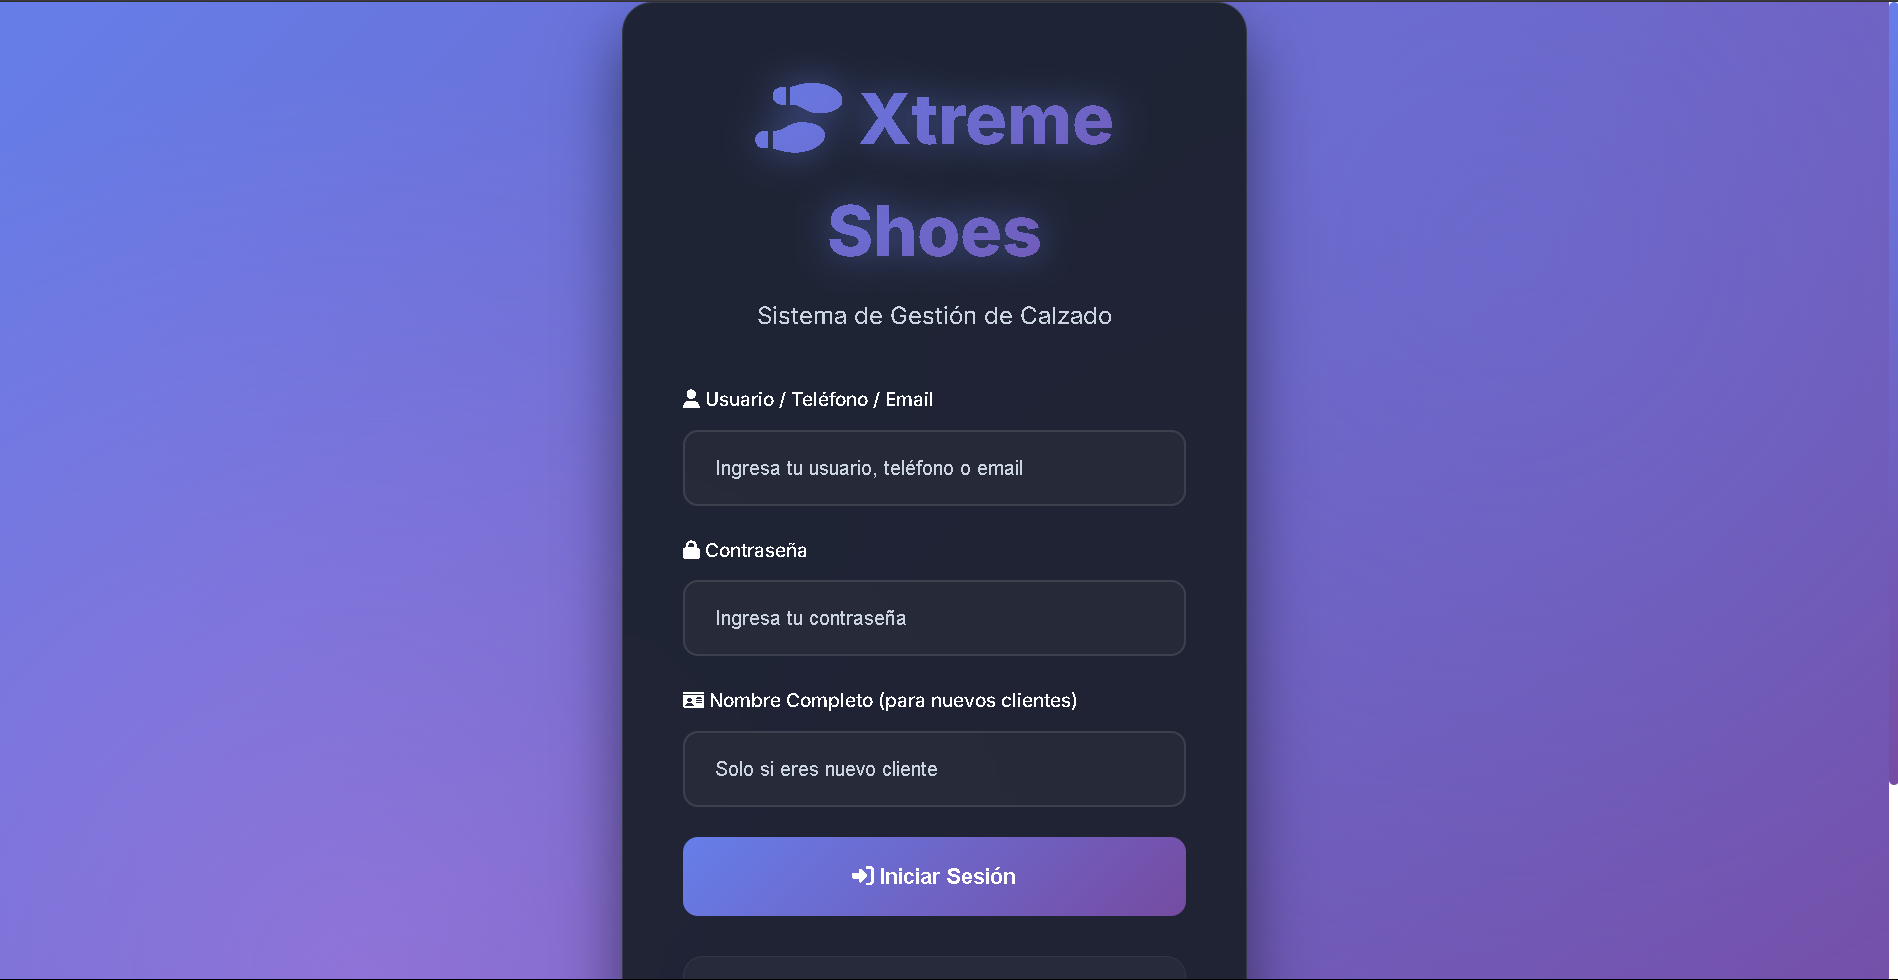 Xtreme
Shoes
Sistema de Gestión de Calzado
Usuario / Teléfono / Email
Ingresa tu usuario, teléfono o email
Contraseña
Ingresa tu contraseña
Nombre Completo (para nuevos clientes)
Solo si eres nuevo cliente
Iniciar Sesión